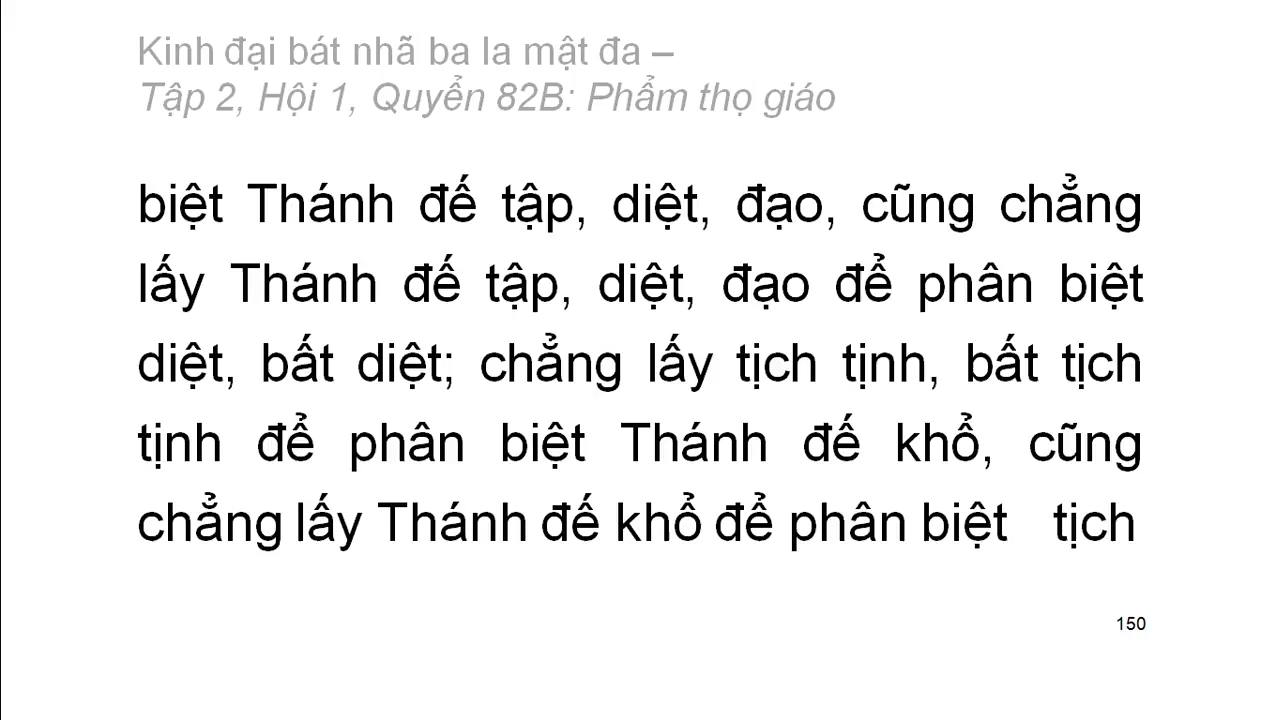 Kinh đại bát nhã ba la mật đa –
Tập 2, Hội 1, Quyển 82B: Phẩm thọ giáo
biệt Thánh đế tập, diệt, đạo, cũng chẳng
lấy Thánh đế tập, diệt, đạo để phân biệt
diệt, bất diệt; chẳng lấy tịch tịnh, bất tịch
tịnh để phân biệt Thánh đế khổ, cũng
chẳng lấy Thánh đế khổ để phân biệt tịch
150